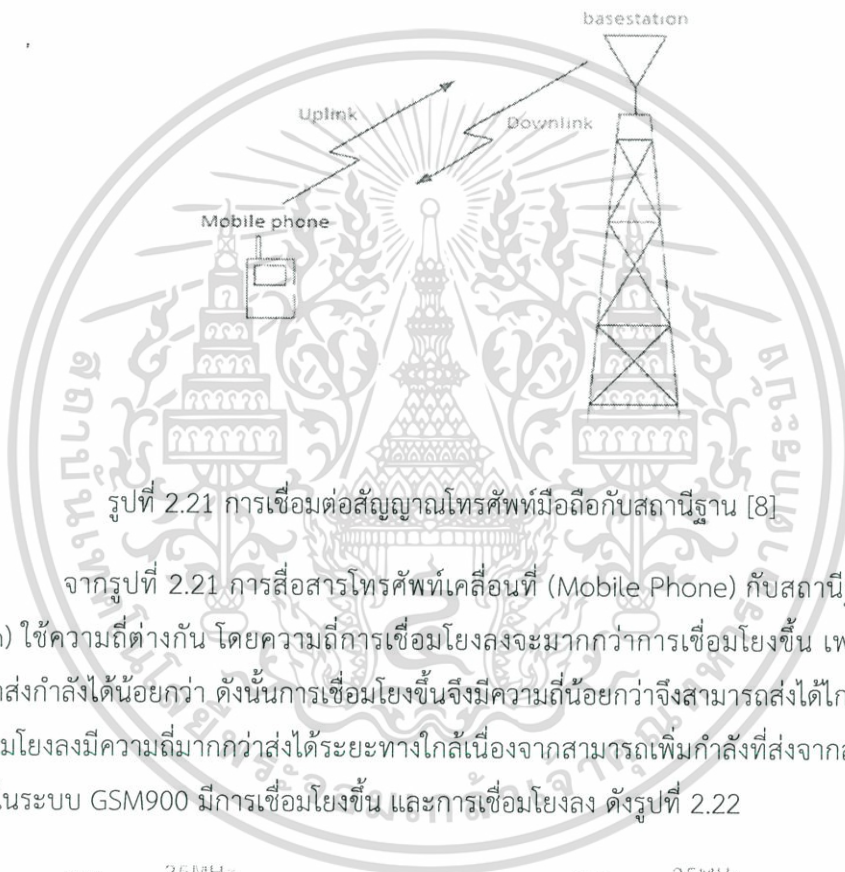 basestation
Uplink
Downlink
Mobile phone
รูปที่ 2.21 การเชื่อมต่อสัญญาณโทรศัพท์มือถือกับสถานีฐาน [8]
จากรูปที่ 2.21 การสื่อสารโทรศัพท์เคลื่อนที่ (Mobile Phone) กับสถานี
) ใช้ความถี่ต่างกัน โดยความถี่การเชื่อมโยงลงจะมากกว่าการเชื่อมโยงขึ้น
ส่งกำลังได้น้อยกว่า ดังนั้นการเชื่อมโยงขึ้นจึงมีความถี่น้อยกว่าจึงสามารถส่งได้
มโยงลงมีความถี่มากกว่าส่งได้ระยะทางใกล้เนื่องจากสามารถเพิ่มกำลังที่ส่งจาก
ในระบบ GSM900 มีการเชื่อมโยงขึ้น และการเชื่อมโยงลง ดังรูปที่ 2.22